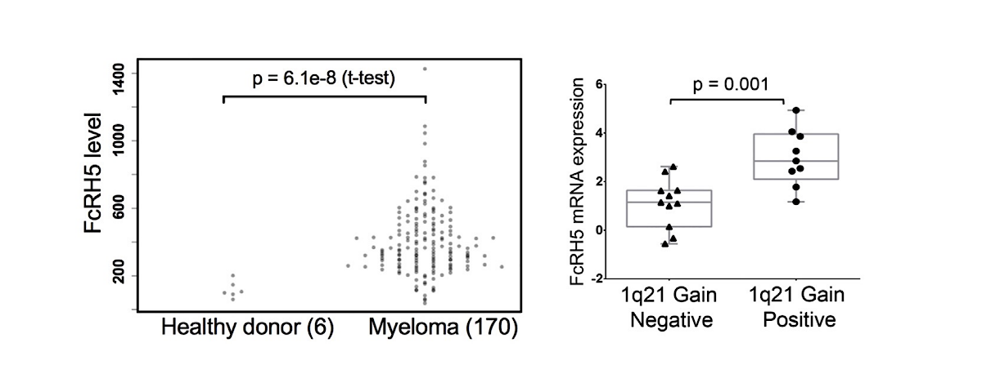 p = 6.1e-8 (t-test)
FcRH5 level
1400
1000
600
200
Healthy donor (6)
Myeloma (170)
p = 0.001
FcRH5 mRNA expression
6
4
2
0
-2
1q21 Gain
Negative
1q21 Gain
Positive